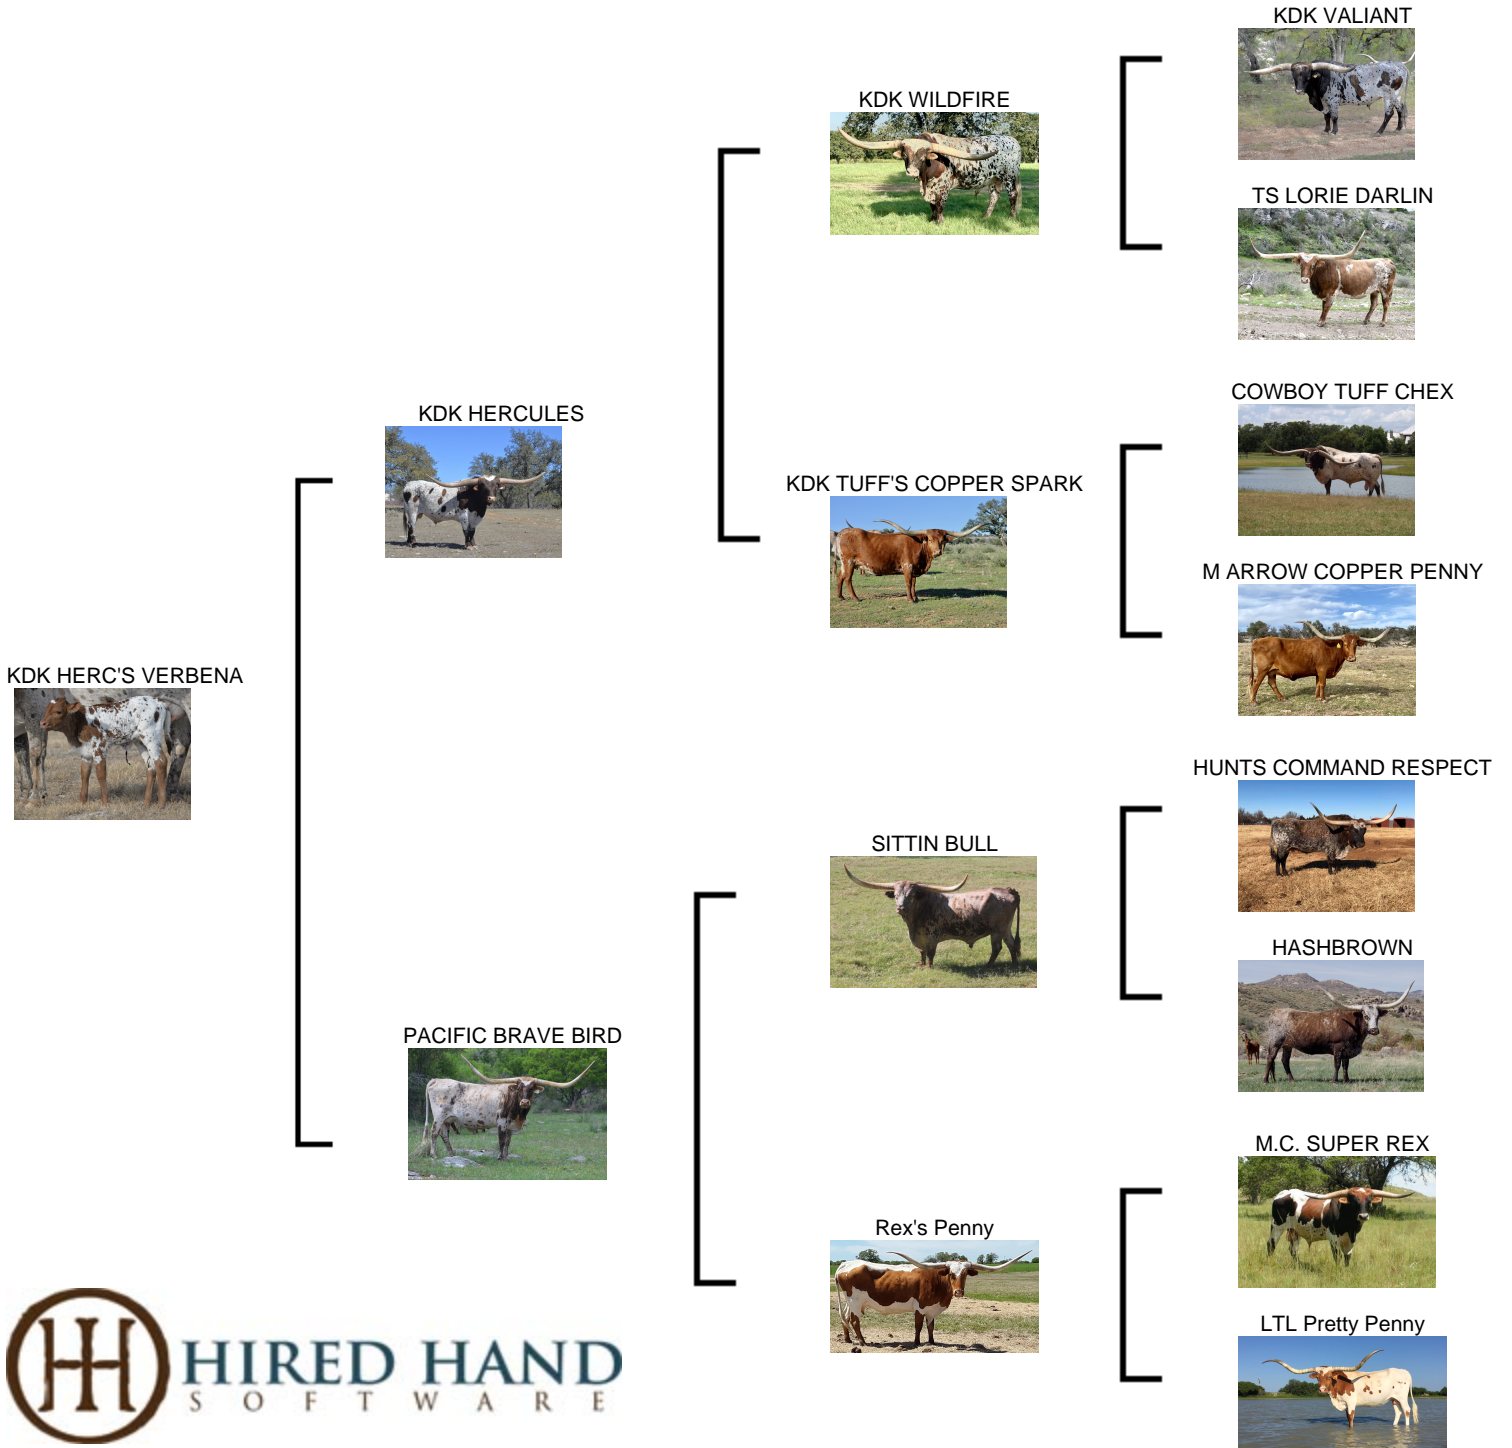 KDK VALIANT
KDK WILDFIRE
TS LORIE DARLIN
COWBOY TUFF CHEX
KDK HERCULES
KDK TUFF'S COPPER SPARK
M ARROW COPPER PENNY
KDK HERC'S VERBENA
HUNTS COMMAND RESPECT
SITTIN BULL
HASHBROWN
PACIFIC BRAVE BIRD
M.C. SUPER REX
Rex's Penny
LTL Pretty Penny
HIRED HAND
SOFTWARE